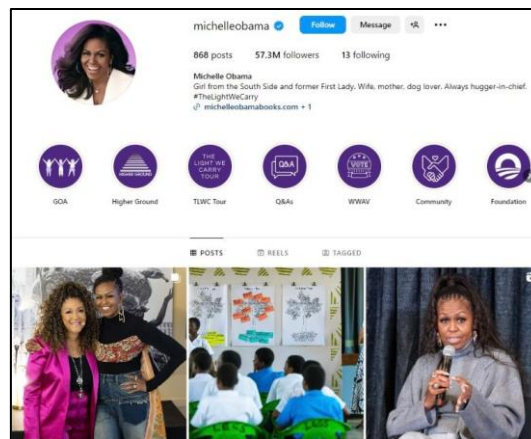 michelleobama
Follow
Message
868 posts 57.3M followers 13 following
Michelle Obama
Girl from the South Side and former First Lady. Wife, mother, dog lover. Always hugger-in-chief.
#TheLightWeCarry
michelleobamabooks.com + 1
HIGHER GROUND
THE
LIGHT WE
CARRY
TOUR
Q&A
VOTE
GOA
Higher Ground
TLWC Tour
Q&As
WWAV
Community
Foundation
POSTS
REELS
TAGGED